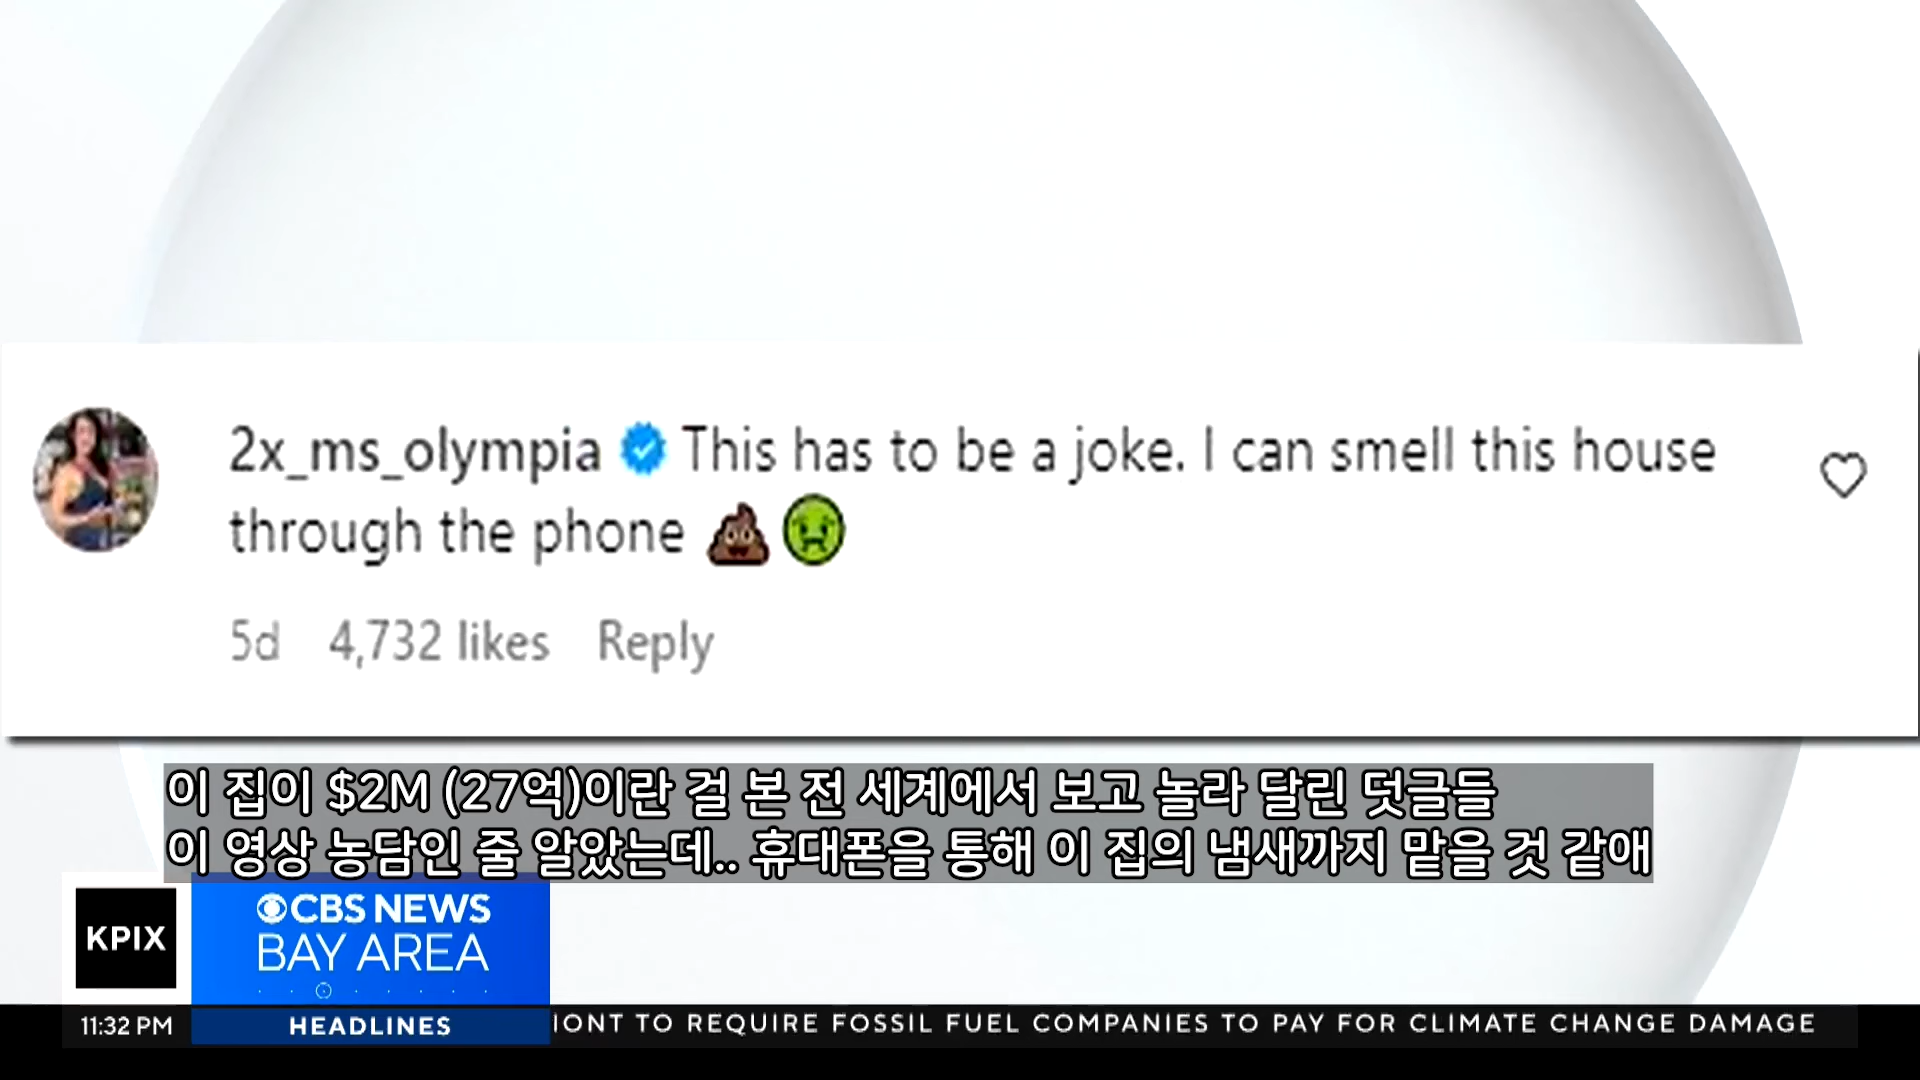 2x_ms_olympia This has to be a joke. I can smell this house
through the phone 💩🤢
5d 4,732 likes Reply
이 집이 $2M (27억)이란 걸 본 전 세계에서 보고 놀라 달린 덧글들
이 영상 농담인 줄 알았는데.. 휴대폰을 통해 이 집의 냄새까지 맡을 것 같애
KPIX
CBS NEWS
BAY AREA
11:32 PM HEADLINES IONT TO REQUIRE FOSSIL FUEL COMPANIES TO PAY FOR CLIMATE CHANGE DAMAGE